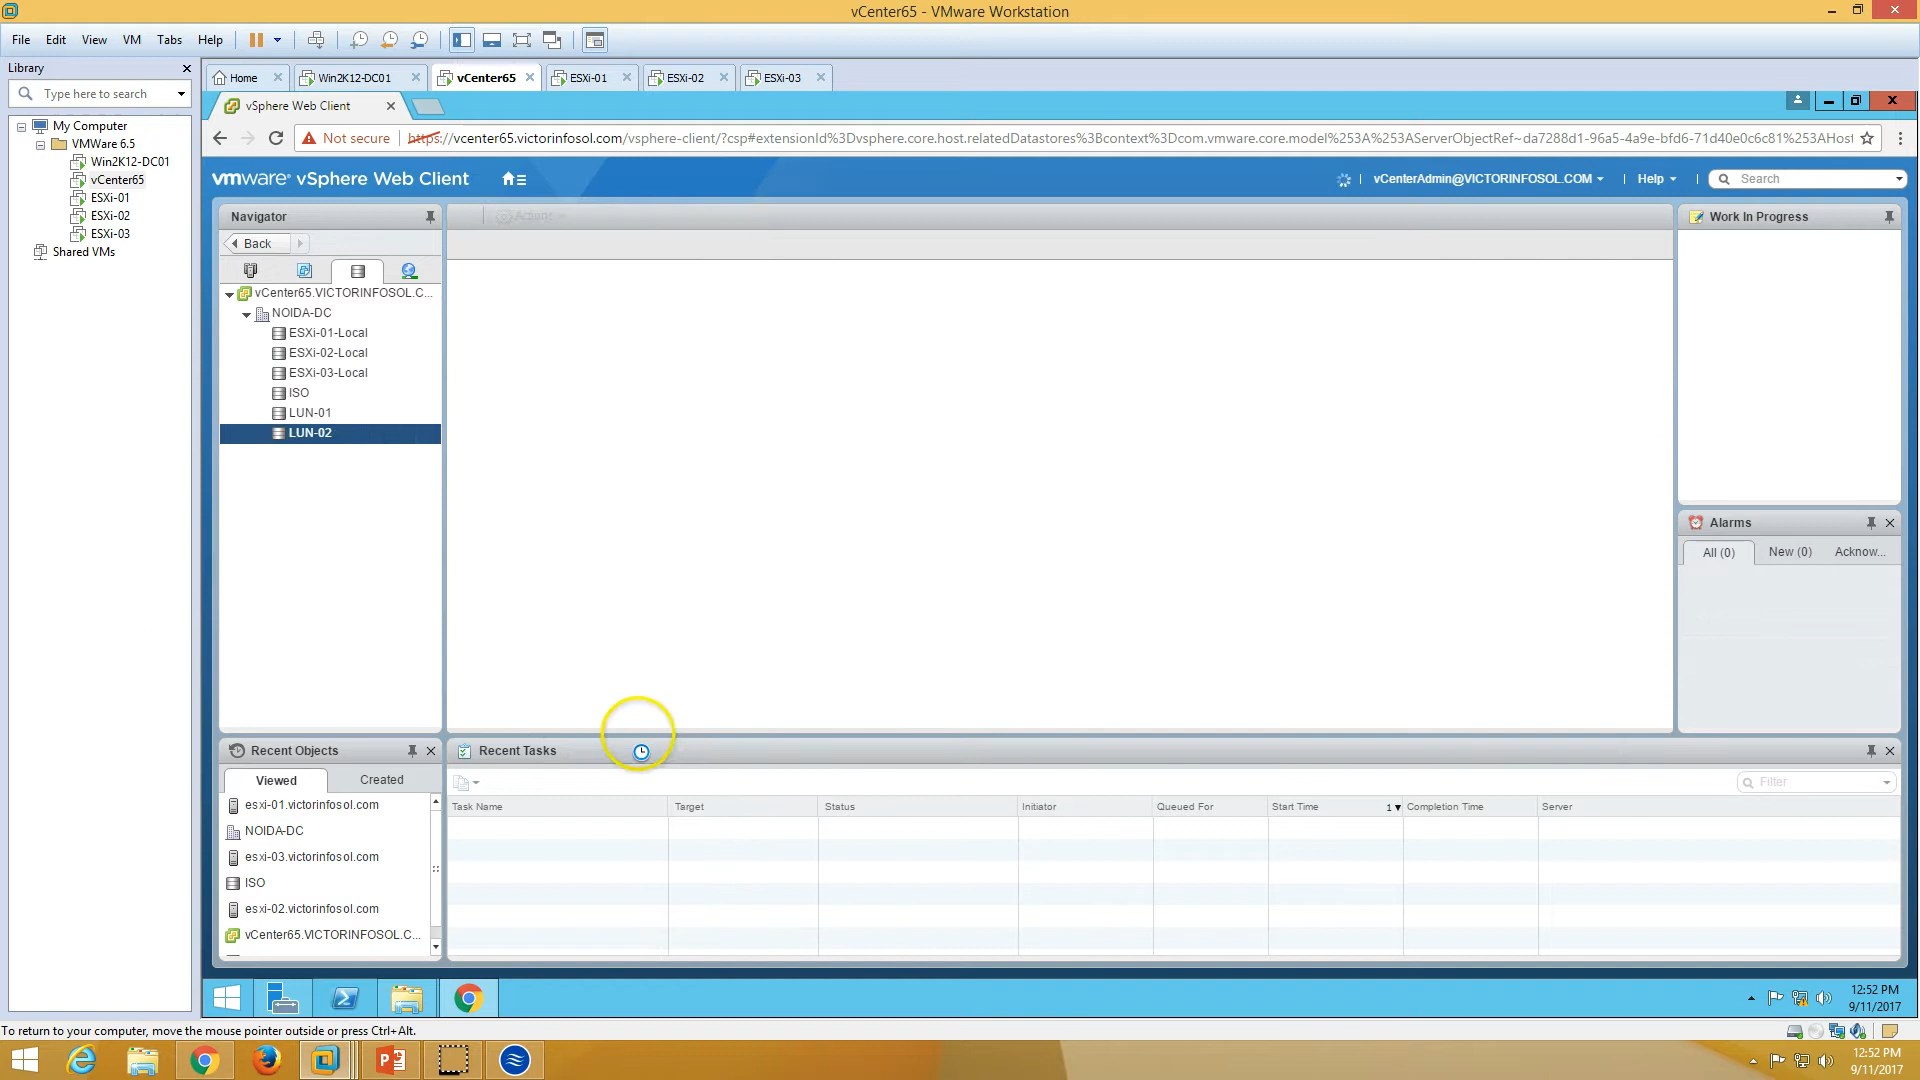 vCenter65 - VMware Workstation
File Edit View VM Tabs Help
Library
Type here to search
My Computer
VMWare 6.5
Win2K12-DC01
vCenter65
ESXi-01
ESXi-02
ESXi-03
Shared VMs
Home Win2K12-DC01 vCenter65 ESXi-01 ESXi-02 ESXi-03
vSphere Web Client
Not secure https://vcenter65.victorinfosol.com/vsphere-client/?csp#extensionId%3Dvsphere.core.host.relatedDatastores%3Bcontext%3Dcom.vmware.core.model%253A%253AServerObjectRef~da7288d1-96a5-4a9e-bfd6-71d40e0c6c81%253AHost
vmware® vSphere Web Client
vCenterAdmin@VICTORINFOSOL.COM Help Search
Navigator
Back
vCenter65.VICTORINFOSOL.C...
NOIDA-DC
ESXi-01-Local
ESXi-02-Local
ESXi-03-Local
ISO
LUN-01
LUN-02
Actions
Work In Progress
Alarms
All (0) New (0) Acknow...
Recent Objects
Viewed Created
esxi-01.victorinfosol.com
NOIDA-DC
esxi-03.victorinfosol.com
ISO
esxi-02.victorinfosol.com
vCenter65.VICTORINFOSOL.C...
Recent Tasks
Filter
Task Name Target Status Initiator Queued For Start Time 1 Completion Time Server
12:52 PM
9/11/2017
To return to your computer, move the mouse pointer outside or press Ctrl+Alt.
12:52 PM
9/11/2017